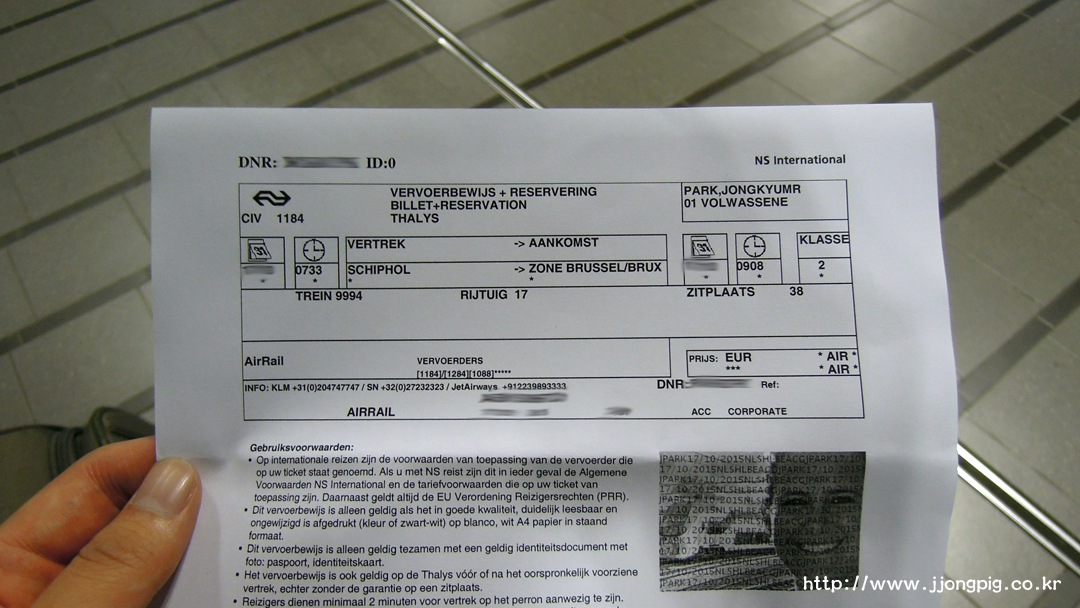 DNR: ID:0
NS International
VERVOERBEWIJS + RESERVERING
BILLET+RESERVATION
THALYS
CIV 1184
PARK,JONGKYUMR
01 VOLWASSENE
31
VERTREK -> AANKOMST
31
KLASSE
0733 SCHIPHOL -> ZONE BRUSSEL/BRUX 0908 2
* * * * * * *
TREIN 9994 RIJTUIG 17 ZITPLAATS 38
AirRail
VERVOERDERS
[1184]/[1284][1088]*****
PRIJS: EUR * AIR *
*** * AIR *
INFO: KLM +31(0)204747747 / SN +32(0)27232323 / JetAirways +912239893333
DNR: Ref:
AIRRAIL
ACC CORPORATE
Gebruiksvoorwaarden:
• Op internationale reizen zijn de voorwaarden van toepassing van de vervoerder die
op uw ticket staat genoemd. Als u met NS reist zijn dit in ieder geval de Algemene
Voorwaarden NS International en de tariefvoorwaarden die op uw ticket van
toepassing zijn. Daarnaast geldt altijd de EU Verordening Reizigersrechten (PRR).
• Dit vervoerbewijs is alleen geldig als het in goede kwaliteit, duidelijk leesbaar en
ongewijzigd is afgedrukt (kleur of zwart-wit) op blanco, wit A4 papier in staand
formaat.
• Dit vervoerbewijs is alleen geldig tezamen met een geldig identiteitsdocument met
foto: paspoort, identiteitskaart.
• Het vervoerbewijs is ook geldig op de Thalys vóór of na het oorspronkelijk voorziene
vertrek, echter zonder de garantie op een zitplaats.
• Reizigers dienen minimaal 2 minuten voor vertrek op het perron aanwezig te zijn.
http://www.jjongpig.co.kr